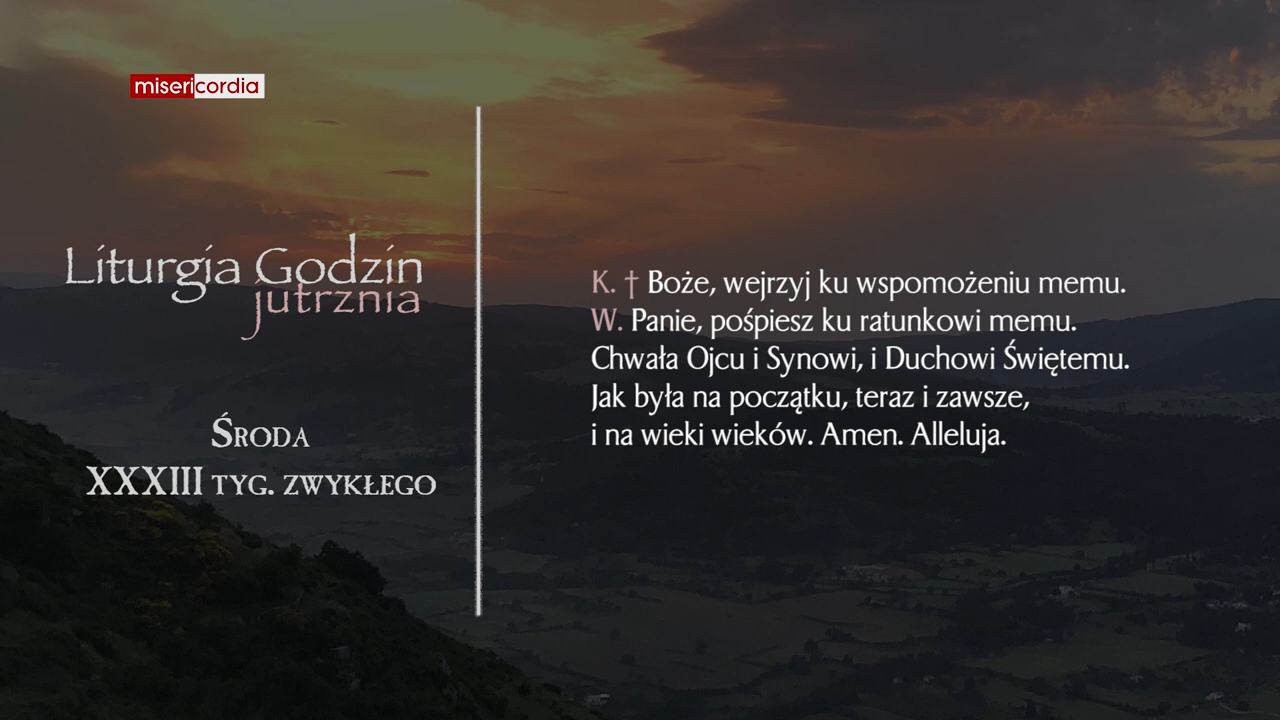 misericordia
Liturgia Godzin
jutrznia
Środa
XXXIII tyg. zwykłego
K. † Boże, wejrzyj ku wspomożeniu memu.
W. Panie, pośpiesz ku ratunkowi memu.
Chwała Ojcu i Synowi, i Duchowi Świętemu.
Jak była na początku, teraz i zawsze,
i na wieki wieków. Amen. Alleluja.